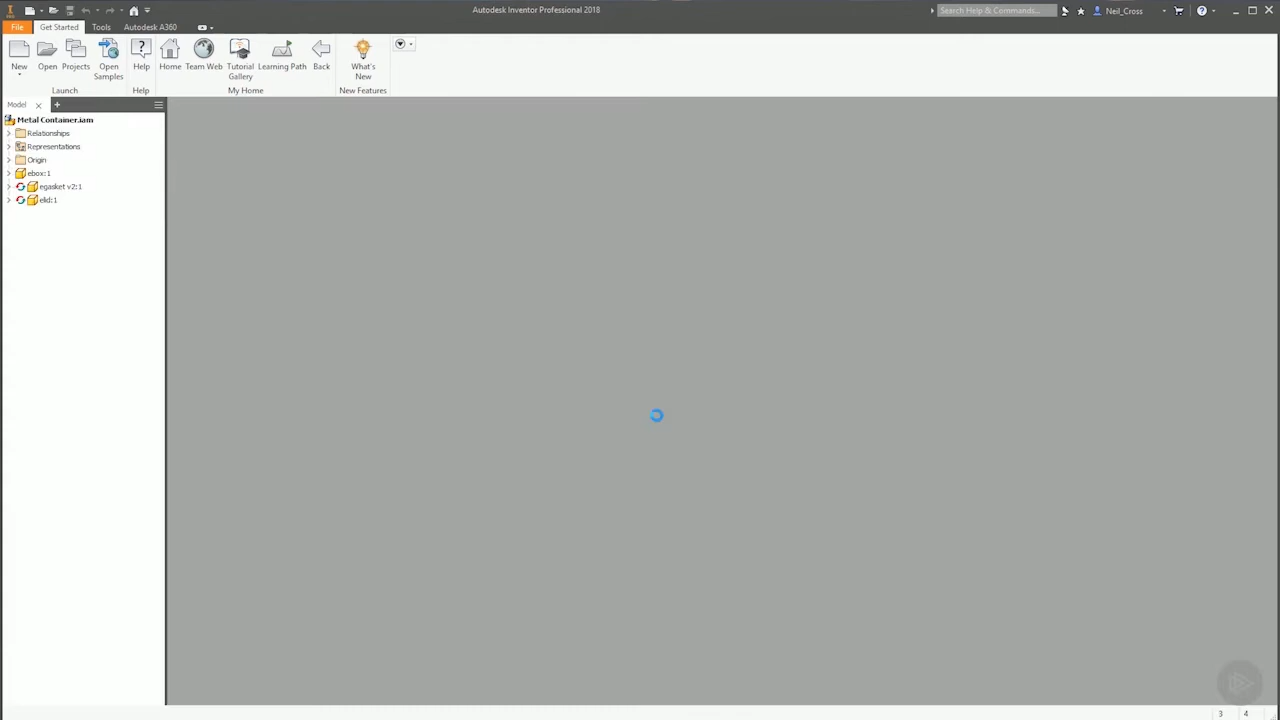 Autodesk Inventor Professional 2018
Search Help & Commands...
Neil_Cross
File Get Started Tools Autodesk A360
New
Open
Projects
Open Samples
Help
Home
Team Web
Tutorial Gallery
Learning Path
Back
What's New
Launch
Help
My Home
New Features
Model
Metal Container.iam
Relationships
Representations
Origin
ebox:1
egasket v2:1
elid:1
3 4